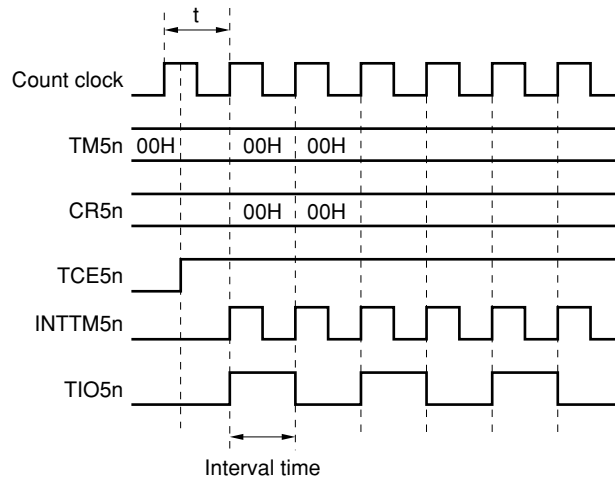 t
Count clock
TM5n 00H 00H 00H
CR5n 00H 00H
TCE5n
INTTM5n
TIO5n
Interval time